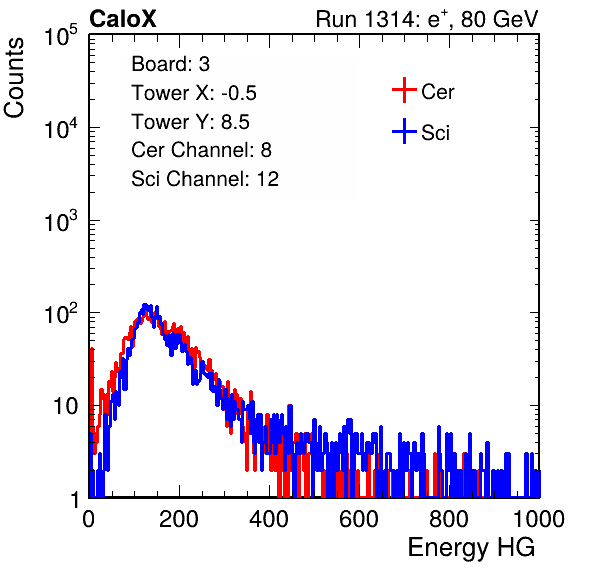 CaloX
Run 1314: e+, 80 GeV
Counts
10^5
10^4
10^3
10^2
10
1
Board: 3
Tower X: -0.5
Tower Y: 8.5
Cer Channel: 8
Sci Channel: 12
Cer
Sci
0 200 400 600 800 1000
Energy HG